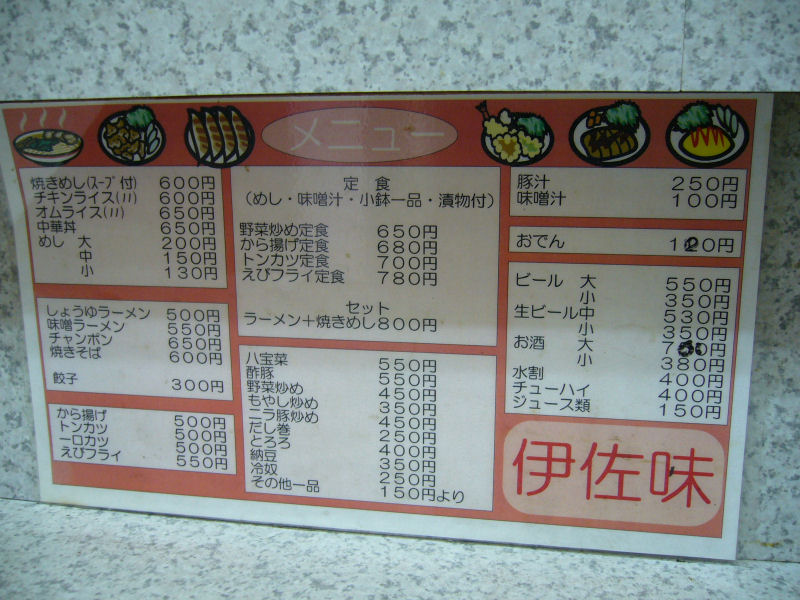 メニュー
焼きめし(スープ付) 600円
チキンライス(〃) 600円
オムライス(〃) 650円
中華丼 650円
めし 大 200円
中 150円
小 130円
しょうゆラーメン 500円
味噌ラーメン 550円
チャンポン 650円
焼きそば 600円
餃子 300円
から揚げ 500円
トンカツ 500円
一口カツ 500円
えびフライ 550円
定食
(めし・味噌汁・小鉢一品・漬物付)
野菜炒め定食 650円
から揚げ定食 680円
トンカツ定食 700円
えびフライ定食 780円
セット
ラーメン+焼きめし800円
八宝菜 550円
酢豚 550円
野菜炒め 450円
もやし炒め 350円
ニラ豚炒め 450円
だし巻 250円
とろろ 400円
納豆 350円
冷奴 250円
その他一品 150円より
豚汁 250円
味噌汁 100円
おでん
ビール 大 550円
小 350円
生ビール中 530円
小 350円
お酒 大
小 380円
水割 400円
チューハイ 400円
ジュース類 150円
伊佐味